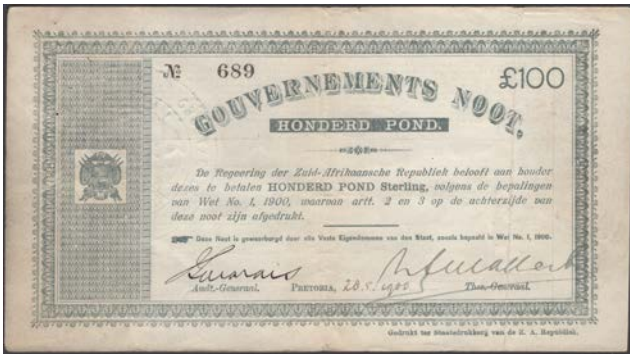 № 689
£100
GOUVERNEMENTS NOOT,
HONDERD POND.
De Regeering der Zuid-Afrikaansche Republiek belooft aan houder
dezes te betalen HONDERD POND Sterling, volgens de bepalingen
van Wet No. 1, 1900, waarvan artt. 2 en 3 op de achterzijde van
deze noot zijn afgedrukt.
Deze Noot is gewaarborgd door alle Vaste Eigendommen van den Staat, zooals bepaald in Wet No. 1, 1900.
Audt.-Generaal. PRETORIA, 28.5.1900 Thes.-Generaal.
Gedrukt ter Staatsdrukkerij van de Z. A. Republiek.